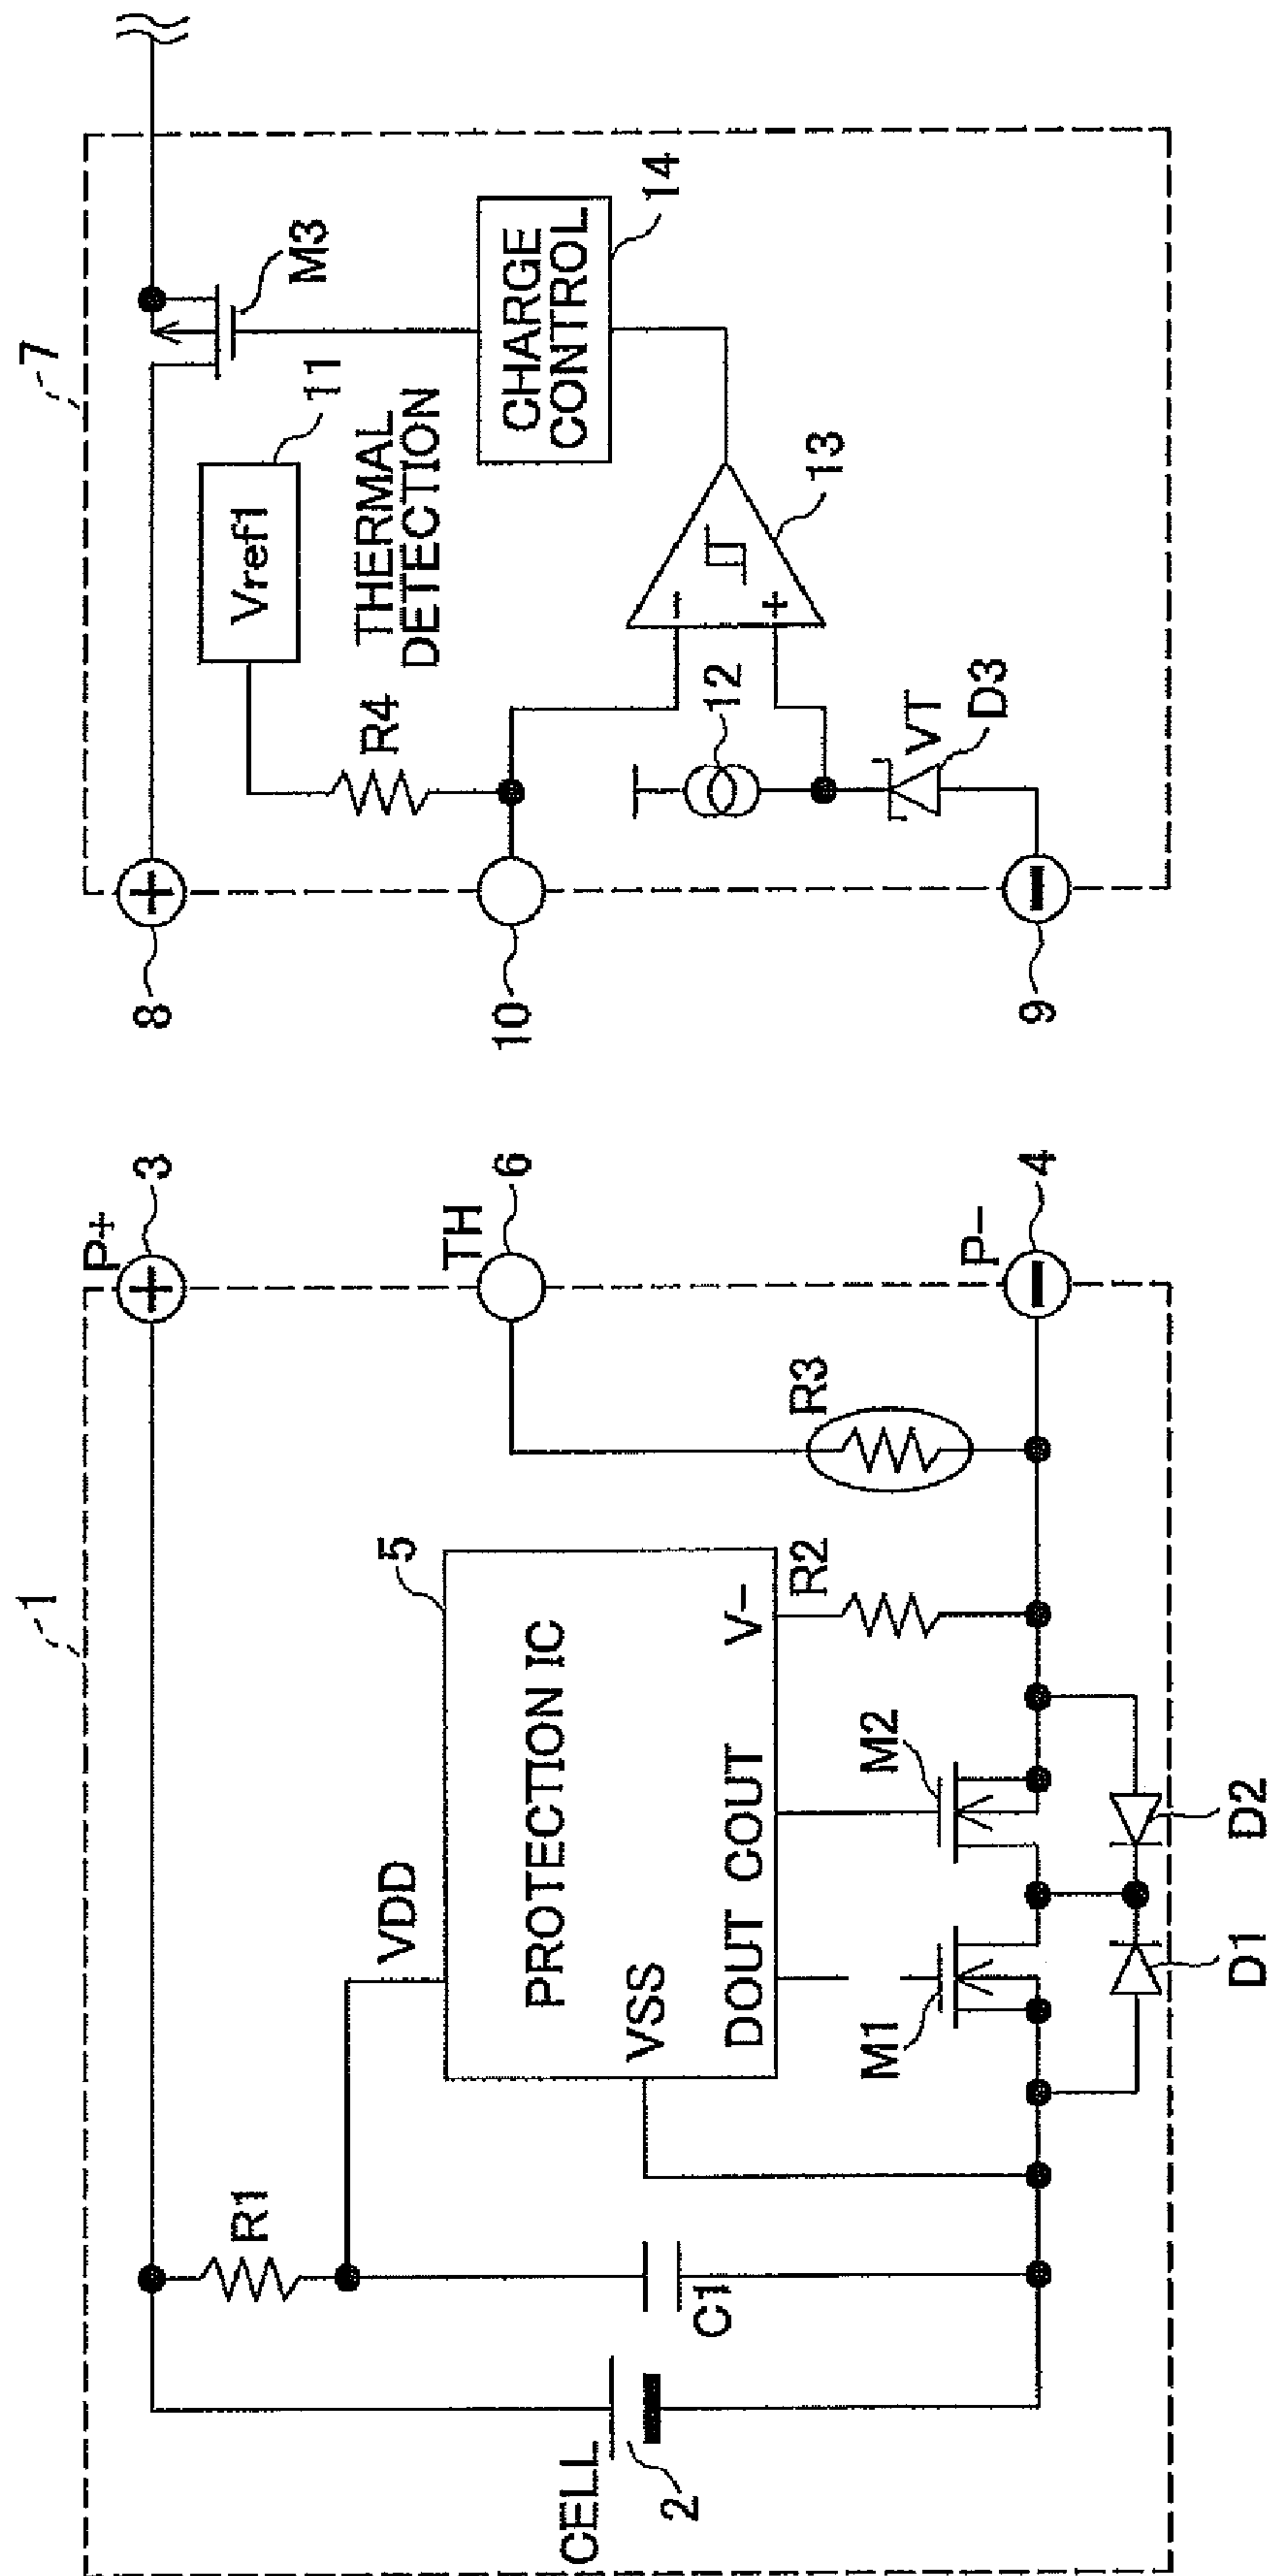 1
P+
3
CELL
2
R1
C1
VDD
5
PROTECTION IC
VSS
DOUT COUT
V-
R2
R3
TH
6
M1
M2
P-
4
D1
D2
7
8
10
9
Vref1
11
R4
THERMAL
DETECTION
M3
CHARGE
CONTROL
14
12
13
-
+
VT
D3